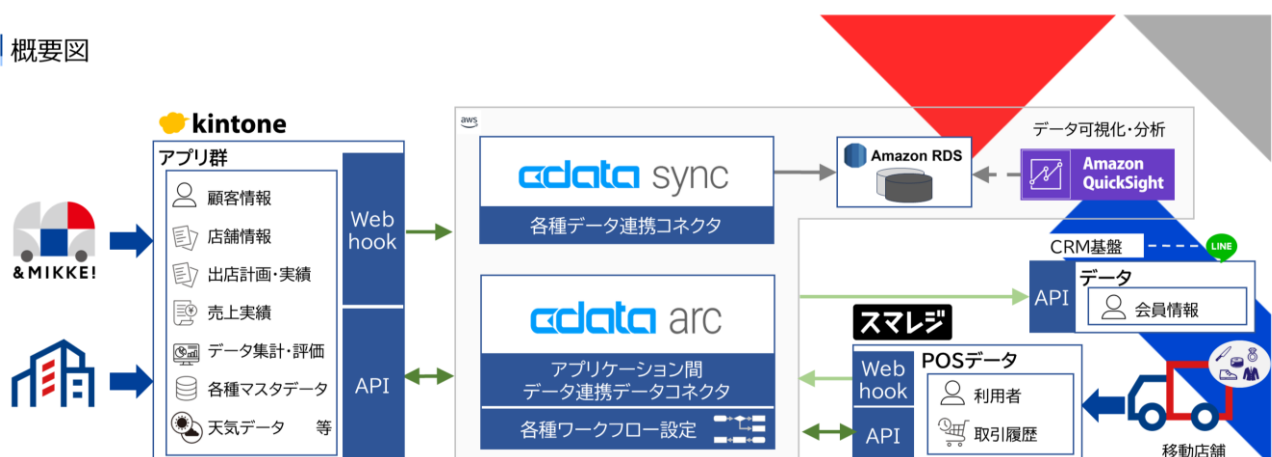 概要図
kintone
アプリ群
顧客情報
店舗情報
出店計画・実績
売上実績
データ集計・評価
各種マスタデータ
天気データ 等
Web
hook
API
&MIKKE!
aws
cdata sync
各種データ連携コネクタ
cdata arc
アプリケーション間
データ連携データコネクタ
各種ワークフロー設定
Amazon RDS
データ可視化・分析
Amazon
QuickSight
CRM基盤
LINE
API
データ
会員情報
スマレジ
Web
hook
API
POSデータ
利用者
取引履歴
移動店舗